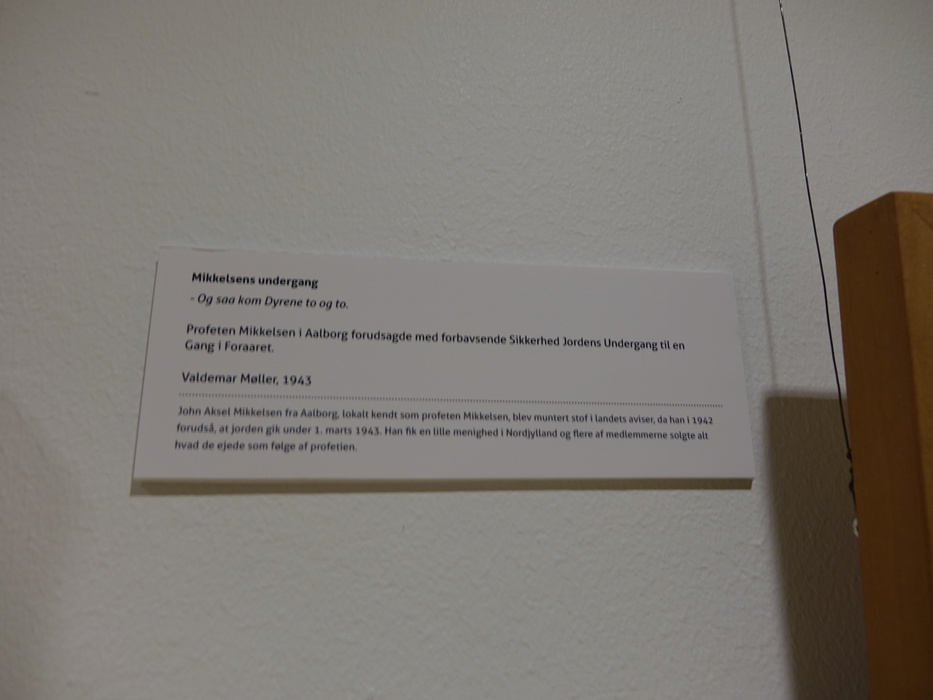 Mikkelsens undergang
- Og saa kom Dyrene to og to.
Profeten Mikkelsen i Aalborg forudsagde med forbavsende Sikkerhed Jordens Undergang til en
Gang i Foraaret.
Valdemar Møller, 1943
John Aksel Mikkelsen fra Aalborg, lokalt kendt som profeten Mikkelsen, blev muntert stof i landets aviser, da han i 1942
forudså, at jorden gik under 1. marts 1943. Han fik en lille menighed i Nordjylland og flere af medlemmerne solgte alt
hvad de ejede som følge af profetien.